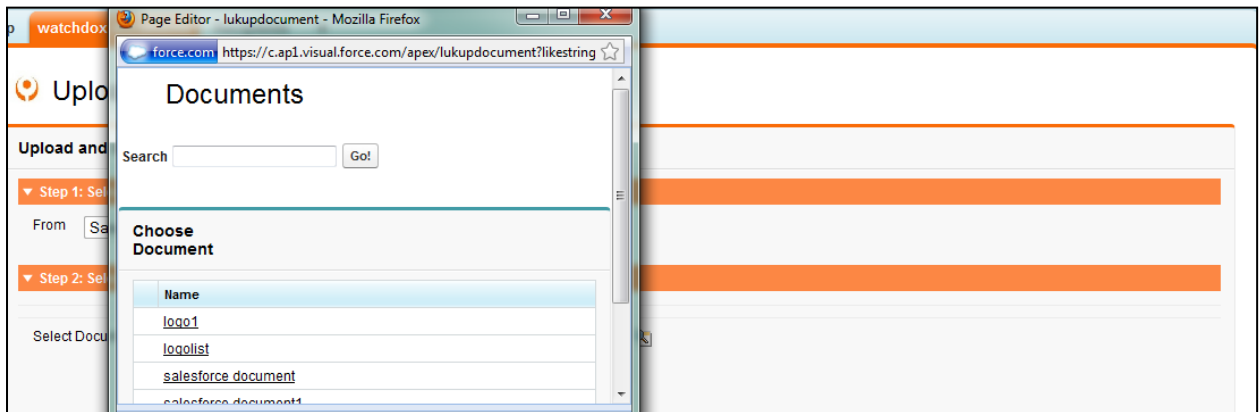 Page Editor - lukupdocument - Mozilla Firefox
p watchdox
force.com https://c.ap1.visual.force.com/apex/lukupdocument?likestring
Uplo
Documents
Upload and
Search Go!
Step 1: Sel
From Sa
Choose
Document
Step 2: Sel
Name
logo1
logolist
Select Docu
salesforce document
salesforce document1